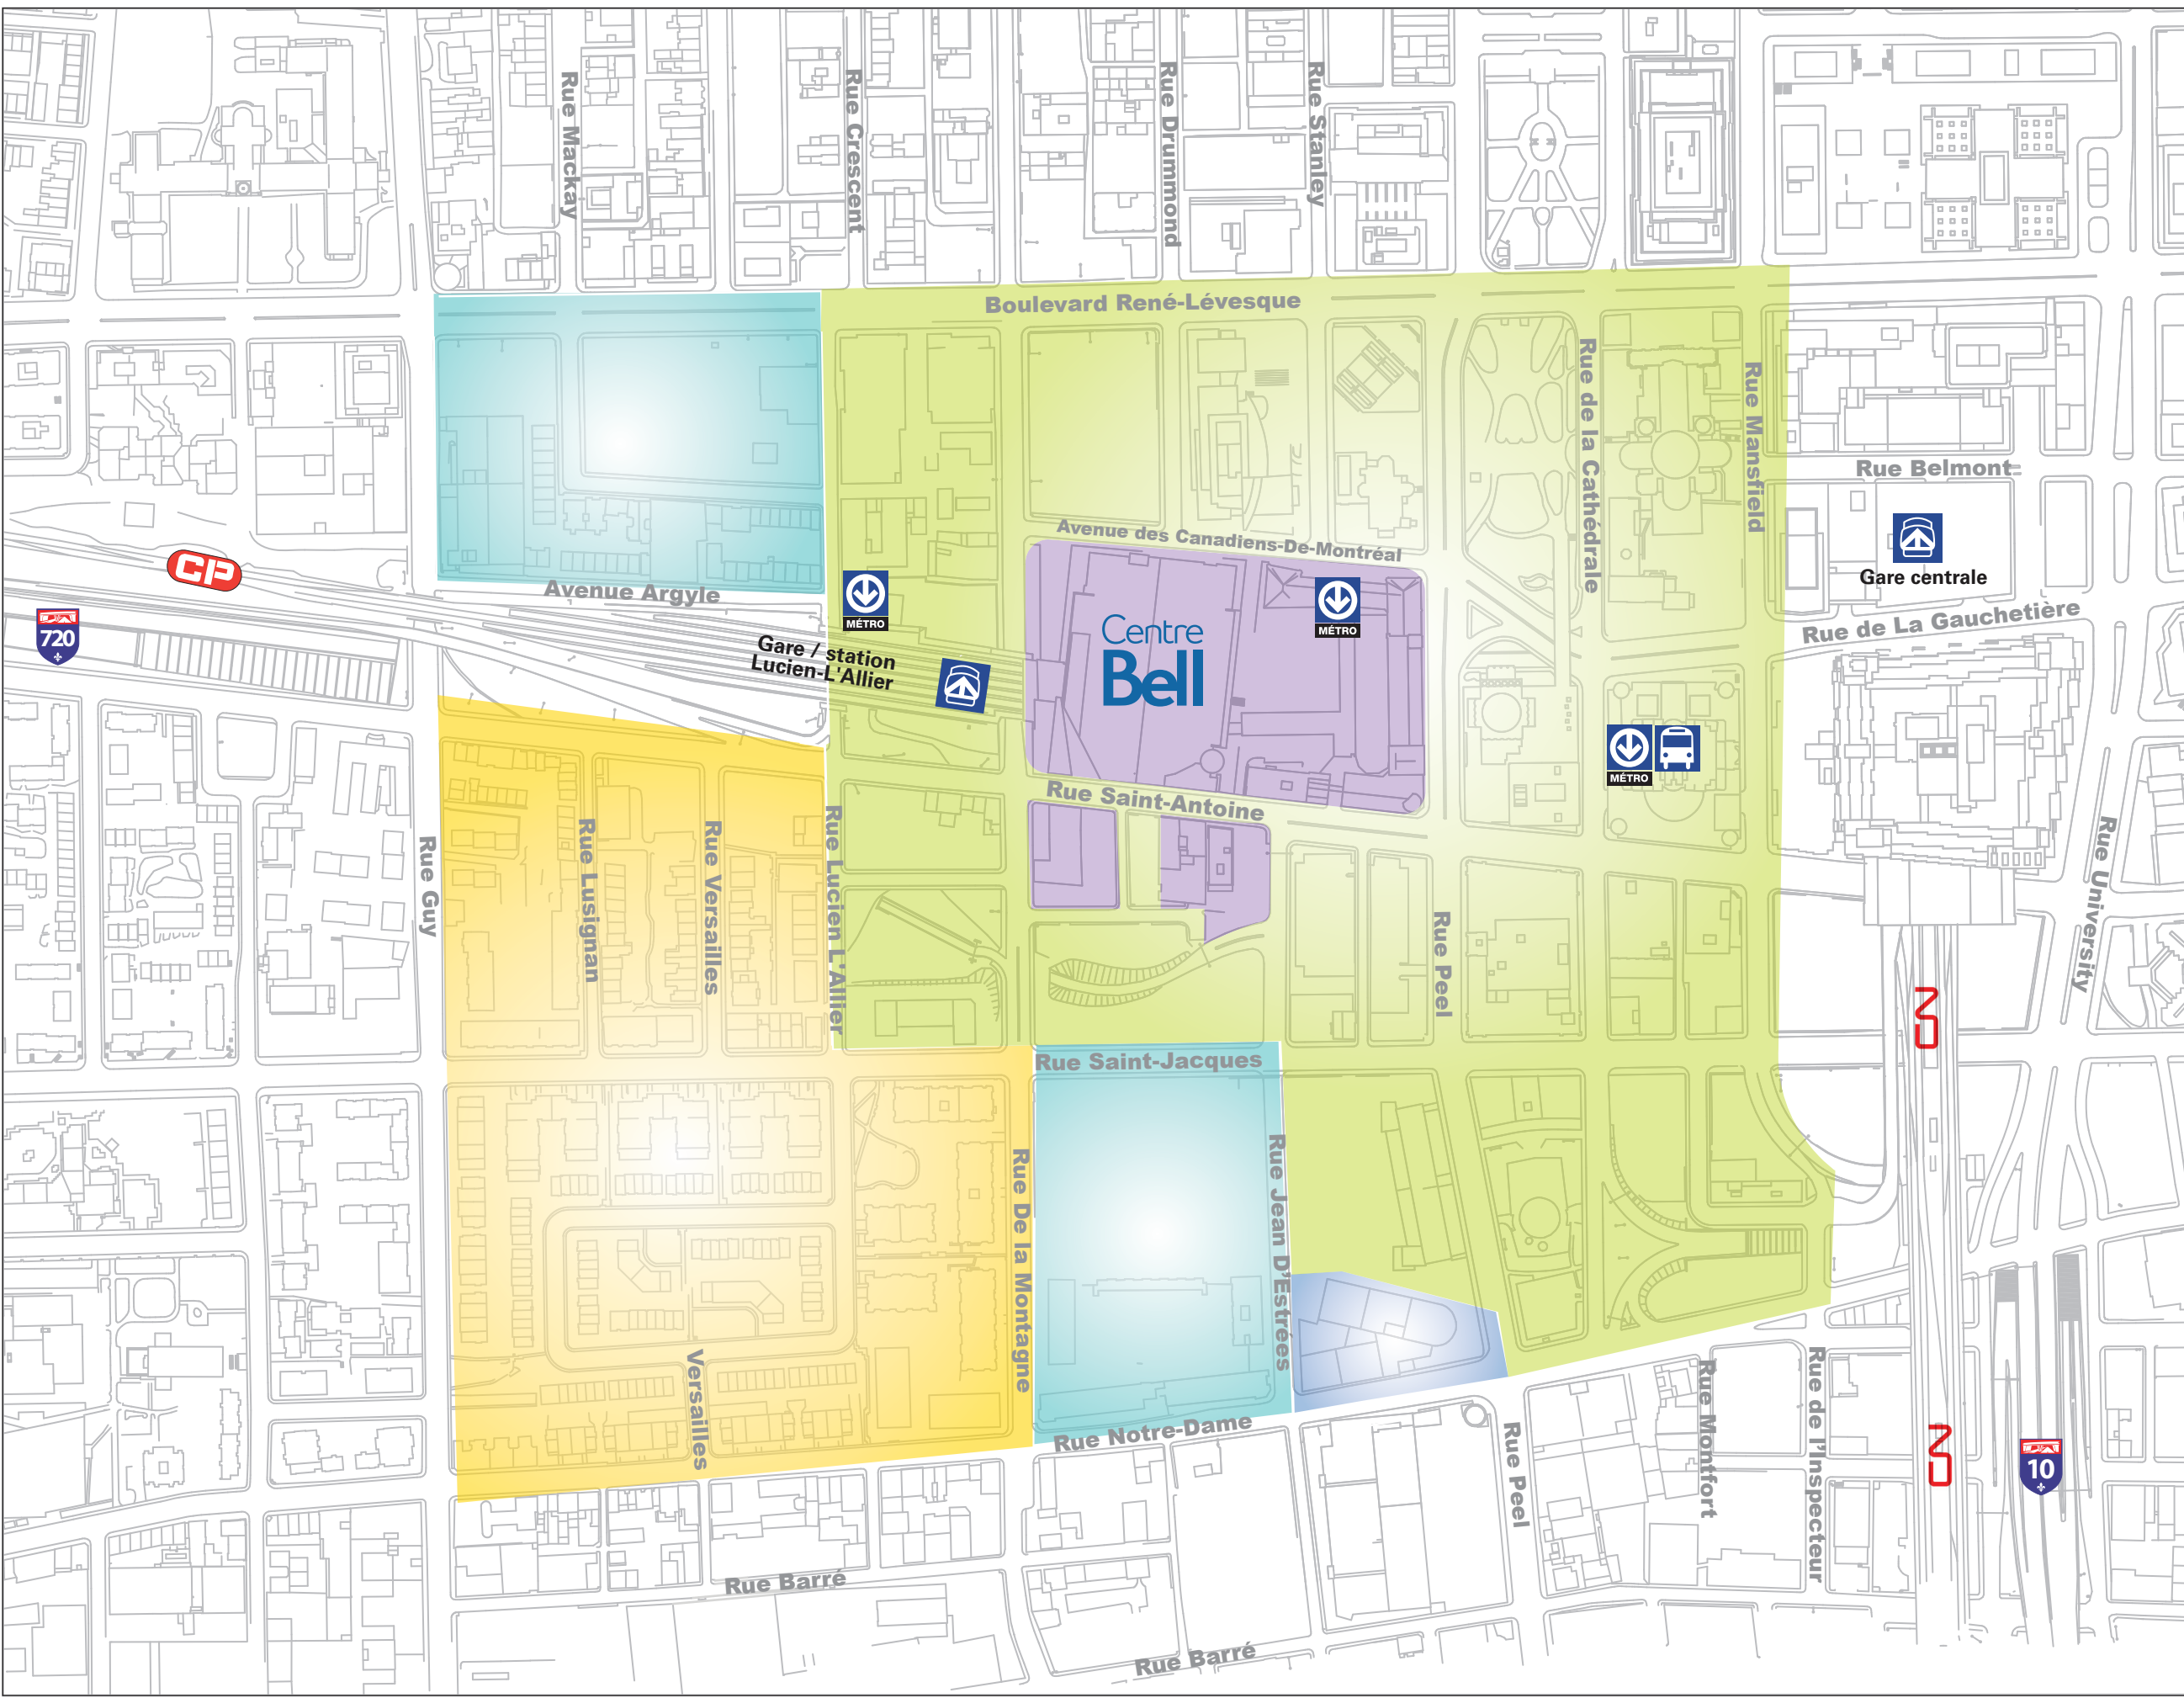 Rue Mackay
Rue Crescent
Rue Drummond
Rue Stanley
Boulevard René-Lévesque
Rue de la Cathédrale
Rue Mansfield
Rue Belmont
Avenue des Canadiens-De-Montréal
CP
Avenue Argyle
MÉTRO
MÉTRO
Gare centrale
720
Centre
Bell
Gare / station
Lucien-L'Allier
Rue de La Gauchetière
MÉTRO
Rue Saint-Antoine
Rue Guy
Rue Lusignan
Rue Versailles
Rue Lucien L'Allier
Rue Peel
Rue University
CN
Rue Saint-Jacques
Rue De la Montagne
Rue Jean D'Estrées
Versailles
Rue Notre-Dame
Rue Peel
Rue Montfort
Rue de l'Inspecteur
CN
10
Rue Barré
Rue Barré